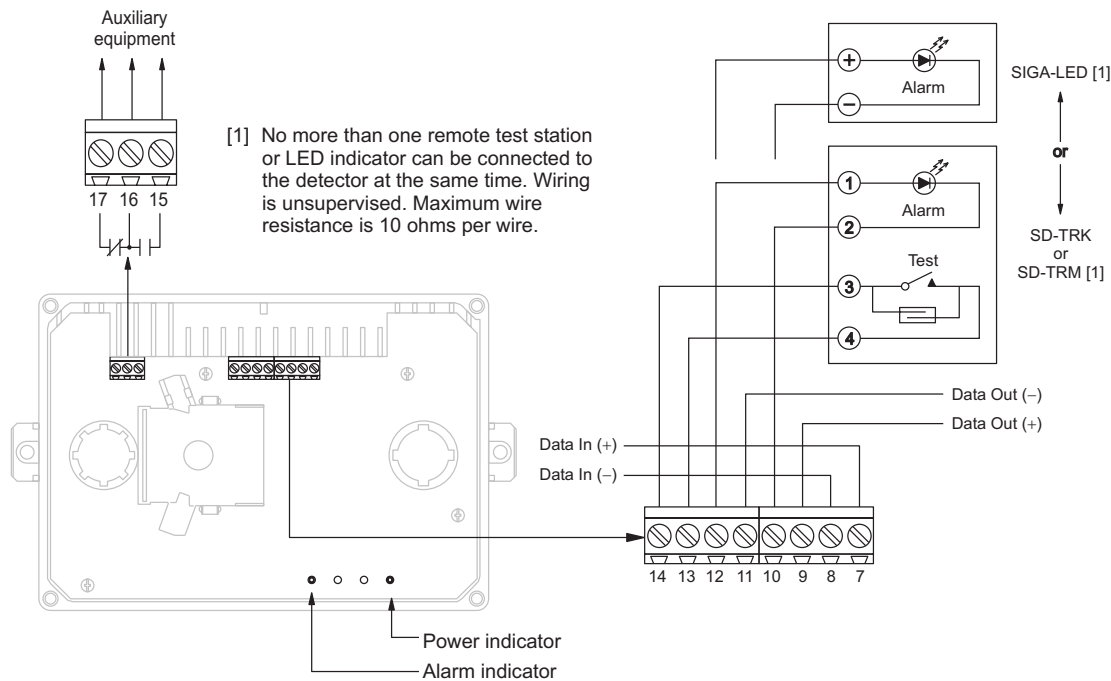 Auxiliary
equipment
17 16 15
[1] No more than one remote test station
or LED indicator can be connected to
the detector at the same time. Wiring
is unsupervised. Maximum wire
resistance is 10 ohms per wire.
+
Alarm
−
SIGA-LED [1]
or
SD-TRK
or
SD-TRM [1]
1
Alarm
2
Test
3
4
Data Out (−)
Data Out (+)
Data In (+)
Data In (−)
14 13 12 11 10 9 8 7
Power indicator
Alarm indicator